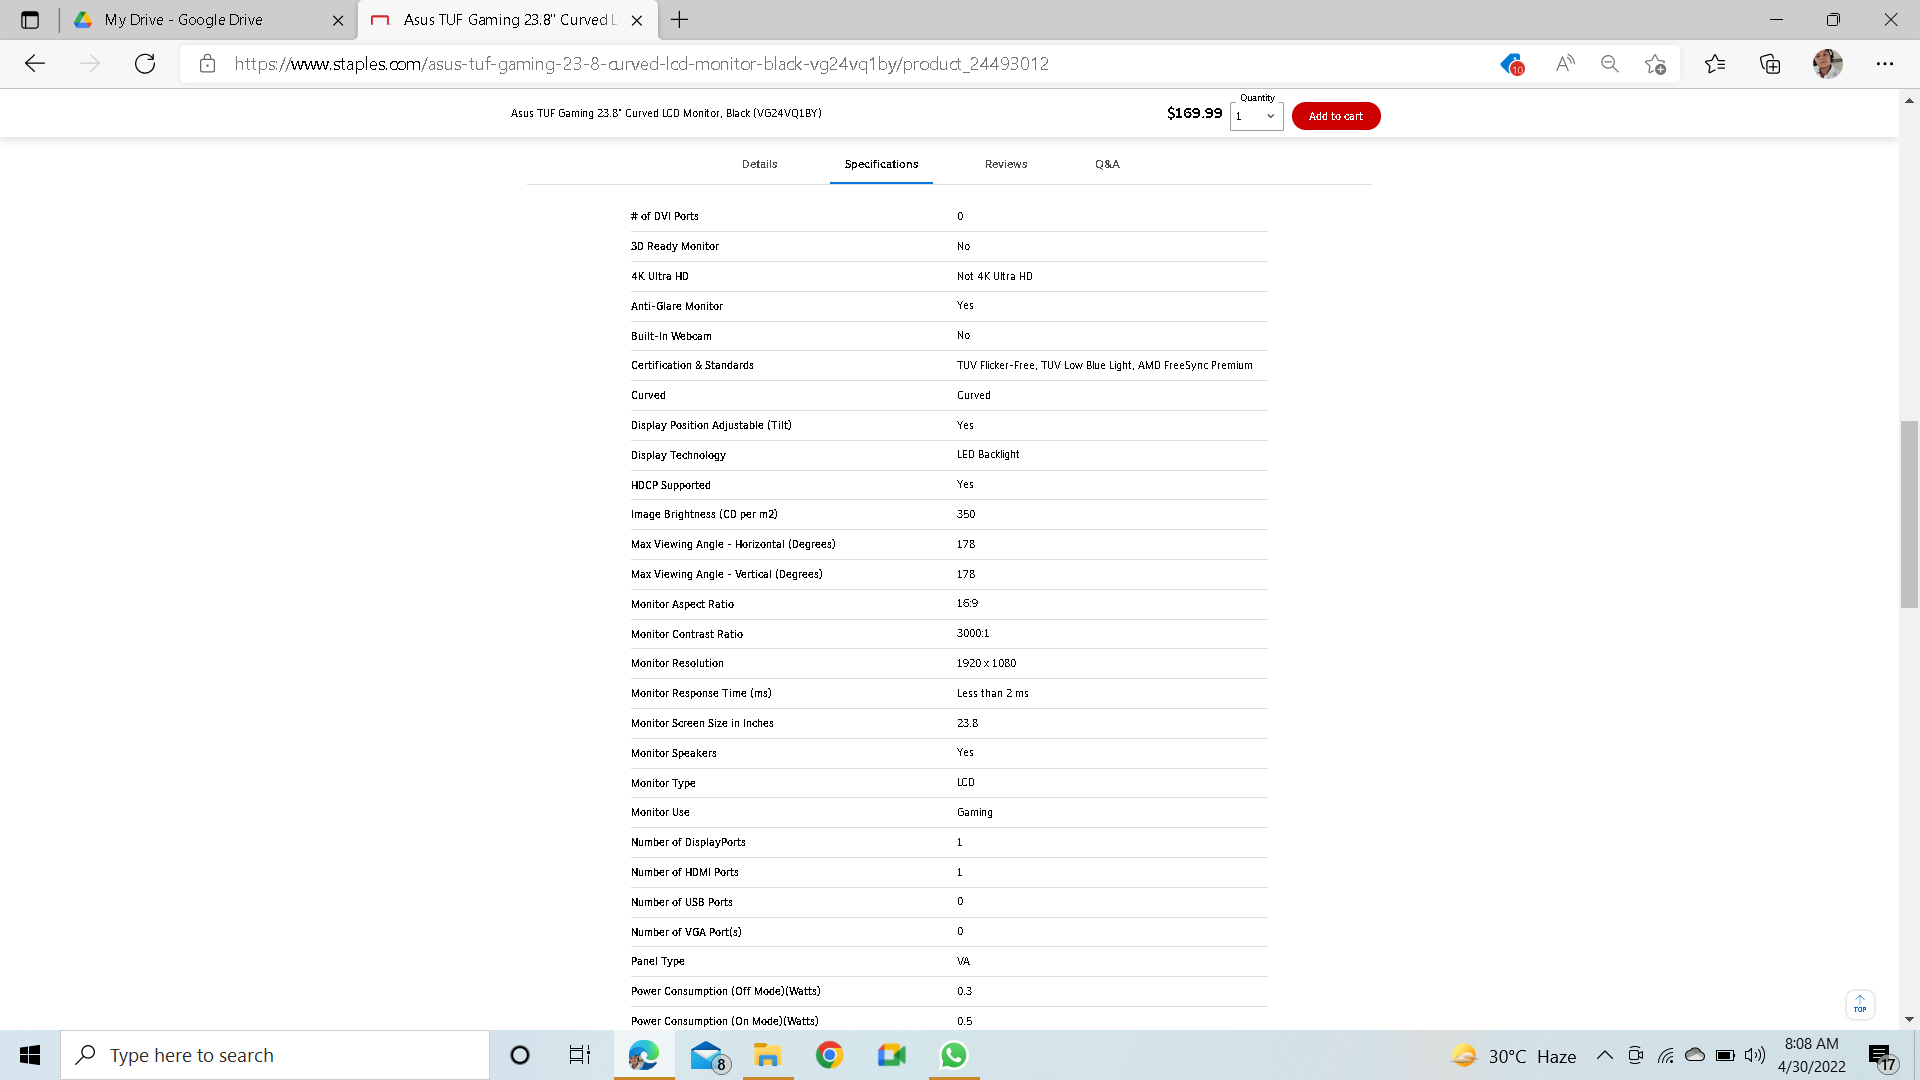 My Drive - Google Drive
Asus TUF Gaming 23.8" Curved L
https://www.staples.com/asus-tuf-gaming-23-8-curved-lcd-monitor-black-vg24vq1by/product_24493012
10
Asus TUF Gaming 23.8" Curved LCD Monitor, Black (VG24VQ1BY)
$169.99
Quantity
1
Add to cart
Details
Specifications
Reviews
Q&A
# of DVI Ports 0
3D Ready Monitor No
4K Ultra HD Not 4K Ultra HD
Anti-Glare Monitor Yes
Built-In Webcam No
Certification & Standards TUV Flicker-Free, TUV Low Blue Light, AMD FreeSync Premium
Curved Curved
Display Position Adjustable (Tilt) Yes
Display Technology LED Backlight
HDCP Supported Yes
Image Brightness (CD per m2) 350
Max Viewing Angle - Horizontal (Degrees) 178
Max Viewing Angle - Vertical (Degrees) 178
Monitor Aspect Ratio 16:9
Monitor Contrast Ratio 3000:1
Monitor Resolution 1920 x 1080
Monitor Response Time (ms) Less than 2 ms
Monitor Screen Size in Inches 23.8
Monitor Speakers Yes
Monitor Type LCD
Monitor Use Gaming
Number of DisplayPorts 1
Number of HDMI Ports 1
Number of USB Ports 0
Number of VGA Port(s) 0
Panel Type VA
Power Consumption (Off Mode)(Watts) 0.3
Power Consumption (On Mode)(Watts) 0.5
TOP
Type here to search
8
30°C Haze
8:08 AM
4/30/2022
17